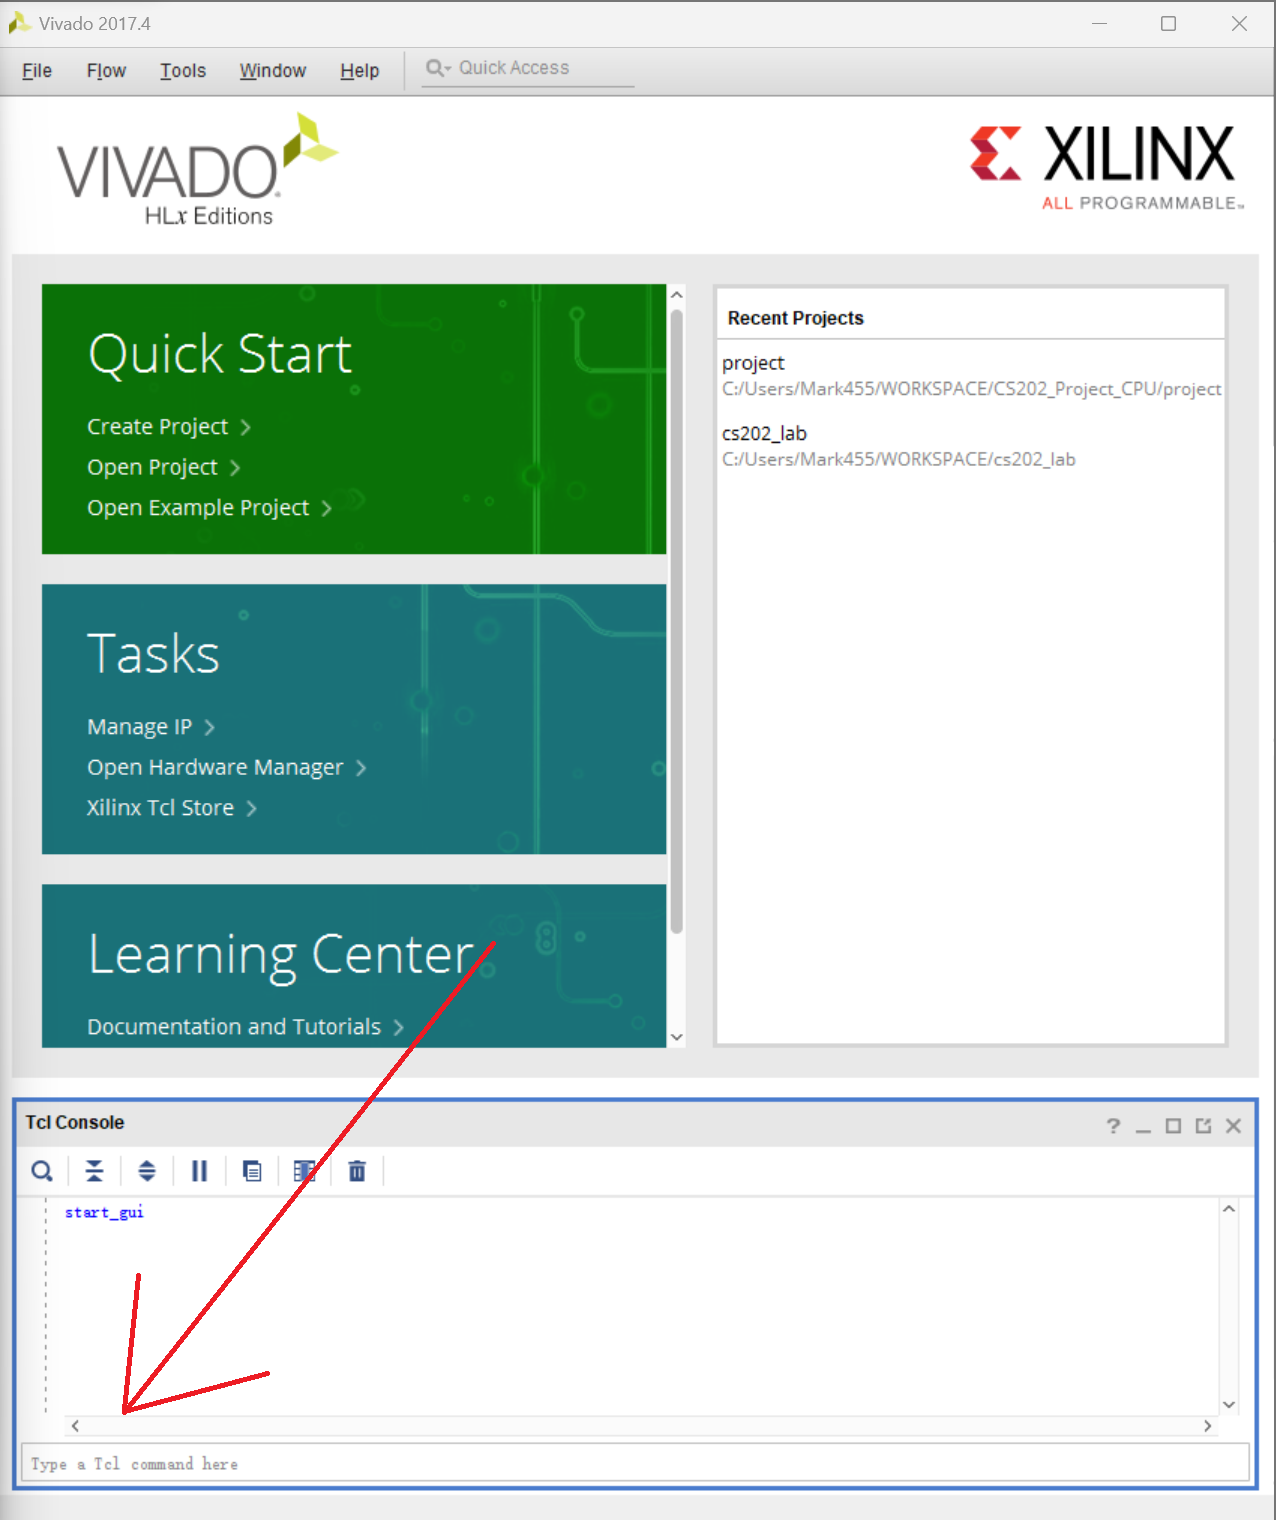 Vivado 2017.4
File Flow Tools Window Help Quick Access
VIVADO
HLx Editions
XILINX
ALL PROGRAMMABLE™
Quick Start
Create Project
Open Project
Open Example Project
Tasks
Manage IP
Open Hardware Manager
Xilinx Tcl Store
Learning Center
Documentation and Tutorials
Recent Projects
project
C:/Users/Mark455/WORKSPACE/CS202_Project_CPU/project
cs202_lab
C:/Users/Mark455/WORKSPACE/cs202_lab
Tcl Console
start_gui
Type a Tcl command here